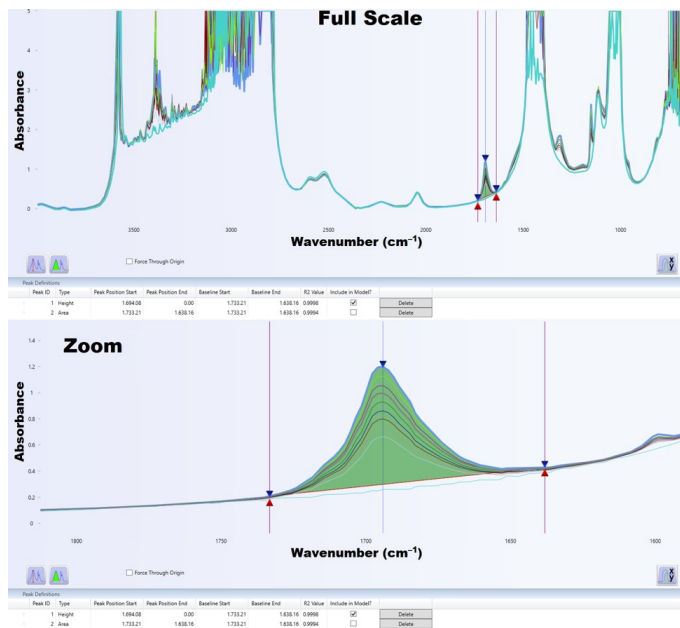 Full Scale
5
4
3
2
1
0
Absorbance
3500 3000 2500 2000 1500 1000
Wavenumber (cm⁻¹)
Force Through Origin
x y
Peak Definitions
Peak ID Type Peak Position Start Peak Position End Baseline Start Baseline End R2 Value Include in Model?
1 Height 1.694.08 0.00 1.733.21 1.638.16 0.9998 Delete
2 Area 1.733.21 1.638.16 1.733.21 1.638.16 0.9994 Delete
Zoom
1.4
1.2
1
0.8
0.6
0.4
0.2
0
Absorbance
1800 1750 1700 1650 1600
Wavenumber (cm⁻¹)
Force Through Origin
x y
Peak Definitions
Peak ID Type Peak Position Start Peak Position End Baseline Start Baseline End R2 Value Include in Model?
1 Height 1.694.08 0.00 1.733.21 1.638.16 0.9998 Delete
2 Area 1.733.21 1.638.16 1.733.21 1.638.16 0.9994 Delete